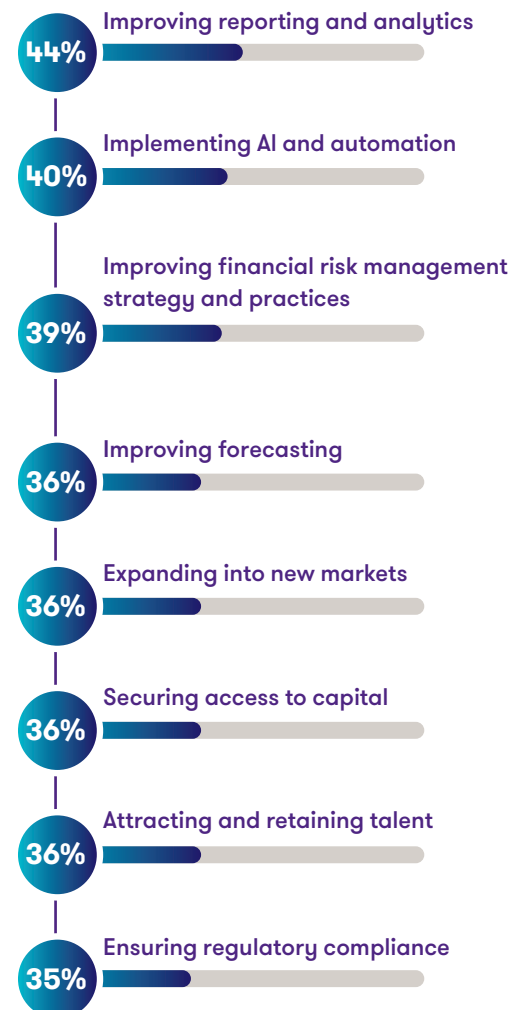 Improving reporting and analytics
44%
Implementing AI and automation
40%
Improving financial risk management
strategy and practices
39%
Improving forecasting
36%
Expanding into new markets
36%
Securing access to capital
36%
Attracting and retaining talent
36%
Ensuring regulatory compliance
35%